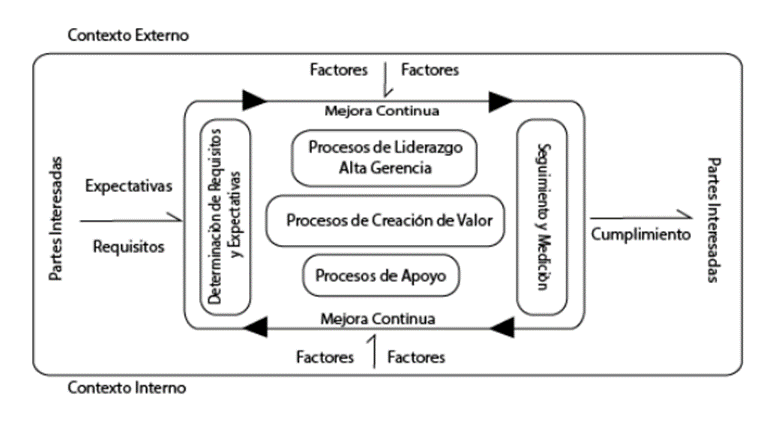 Contexto Externo
Factores
Factores
Mejora Continua
Partes Interesadas
Expectativas
Requisitos
Determinación de Requisitos
y Expectativas
Procesos de Liderazgo
Alta Gerencia
Procesos de Creación de Valor
Procesos de Apoyo
Seguimiento y Medición
Cumplimiento
Partes Interesadas
Mejora Continua
Factores
Factores
Contexto Interno